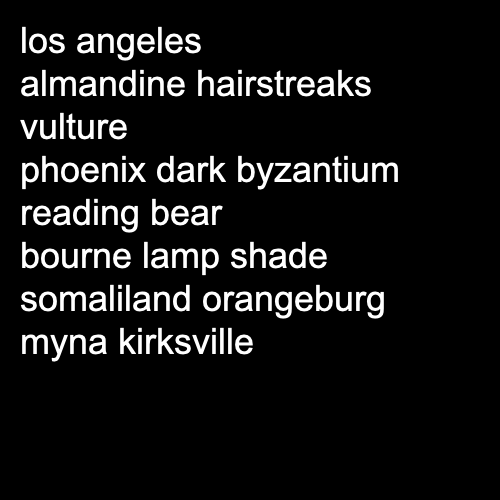 los angeles
almandine hairstreaks
vulture
phoenix dark byzantium
reading bear
bourne lamp shade
somaliland orangeburg
myna kirksville